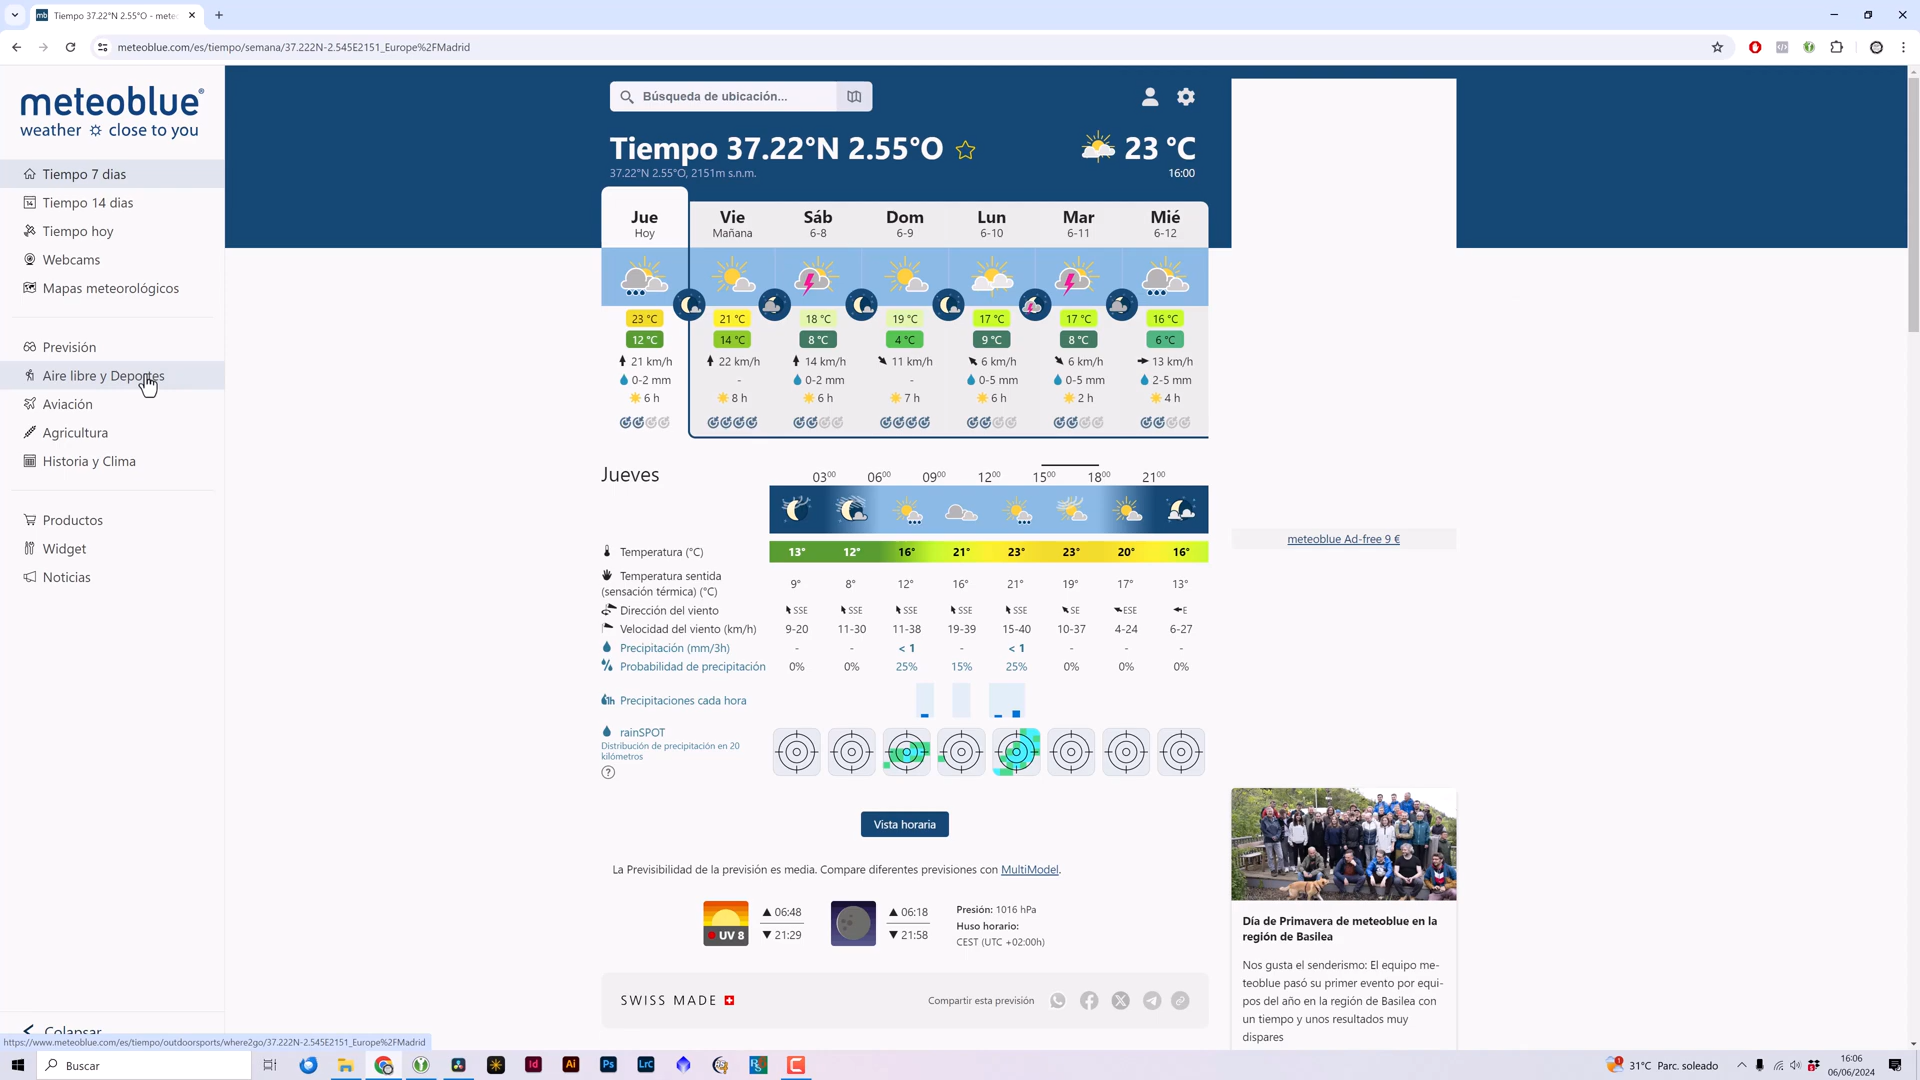 Tiempo 37.22°N 2.55°O - mete
meteoblue.com/es/tiempo/semana/37.222N-2.545E2151_Europe%2FMadrid
meteoblue®
weather close to you
Tiempo 7 dias
Tiempo 14 dias
Tiempo hoy
Webcams
Mapas meteorológicos
Previsión
Aire libre y Deportes
Aviación
Agricultura
Historia y Clima
Productos
Widget
Noticias
Colapsar
https://www.meteoblue.com/es/tiempo/outdoorsports/where2go/37.222N-2.545E2151_Europe%2FMadrid
Búsqueda de ubicación...
Tiempo 37.22°N 2.55°O
23 °C
37.22°N 2.55°O, 2151m s.n.m.
16:00
Jue Vie Sáb Dom Lun Mar Mié
Hoy Mañana 6-8 6-9 6-10 6-11 6-12
23 °C 21 °C 18 °C 19 °C 17 °C 17 °C 16 °C
12 °C 14 °C 8 °C 4 °C 9 °C 8 °C 6 °C
21 km/h 22 km/h 14 km/h 11 km/h 6 km/h 6 km/h 13 km/h
0-2 mm - 0-2 mm - 0-5 mm 0-5 mm 2-5 mm
6 h 8 h 6 h 7 h 6 h 2 h 4 h
Jueves
03⁰⁰ 06⁰⁰ 09⁰⁰ 12⁰⁰ 15⁰⁰ 18⁰⁰ 21⁰⁰
Temperatura (°C) 13° 12° 16° 21° 23° 23° 20° 16°
Temperatura sentida
(sensación térmica) (°C) 9° 8° 12° 16° 21° 19° 17° 13°
Dirección del viento SSE SSE SSE SSE SSE SE ESE E
Velocidad del viento (km/h) 9-20 11-30 11-38 19-39 15-40 10-37 4-24 6-27
Precipitación (mm/3h) - - < 1 - < 1 - - -
Probabilidad de precipitación 0% 0% 25% 15% 25% 0% 0% 0%
1h Precipitaciones cada hora
rainSPOT
Distribución de precipitación en 20
kilómetros
?
Vista horaria
La Previsibilidad de la previsión es media. Compare diferentes previsiones con MultiModel.
UV 8
06:48
21:29
06:18
21:58
Presión: 1016 hPa
Huso horario:
CEST (UTC +02:00h)
SWISS MADE
Compartir esta previsión
meteoblue Ad-free 9 €
Día de Primavera de meteoblue en la
región de Basilea
Nos gusta el senderismo: El equipo me-
teoblue pasó su primer evento por equi-
pos del año en la región de Basilea con
un tiempo y unos resultados muy
dispares
Buscar
Id
Ai
Ps
LrC
31°C Parc. soleado
16:06
06/06/2024